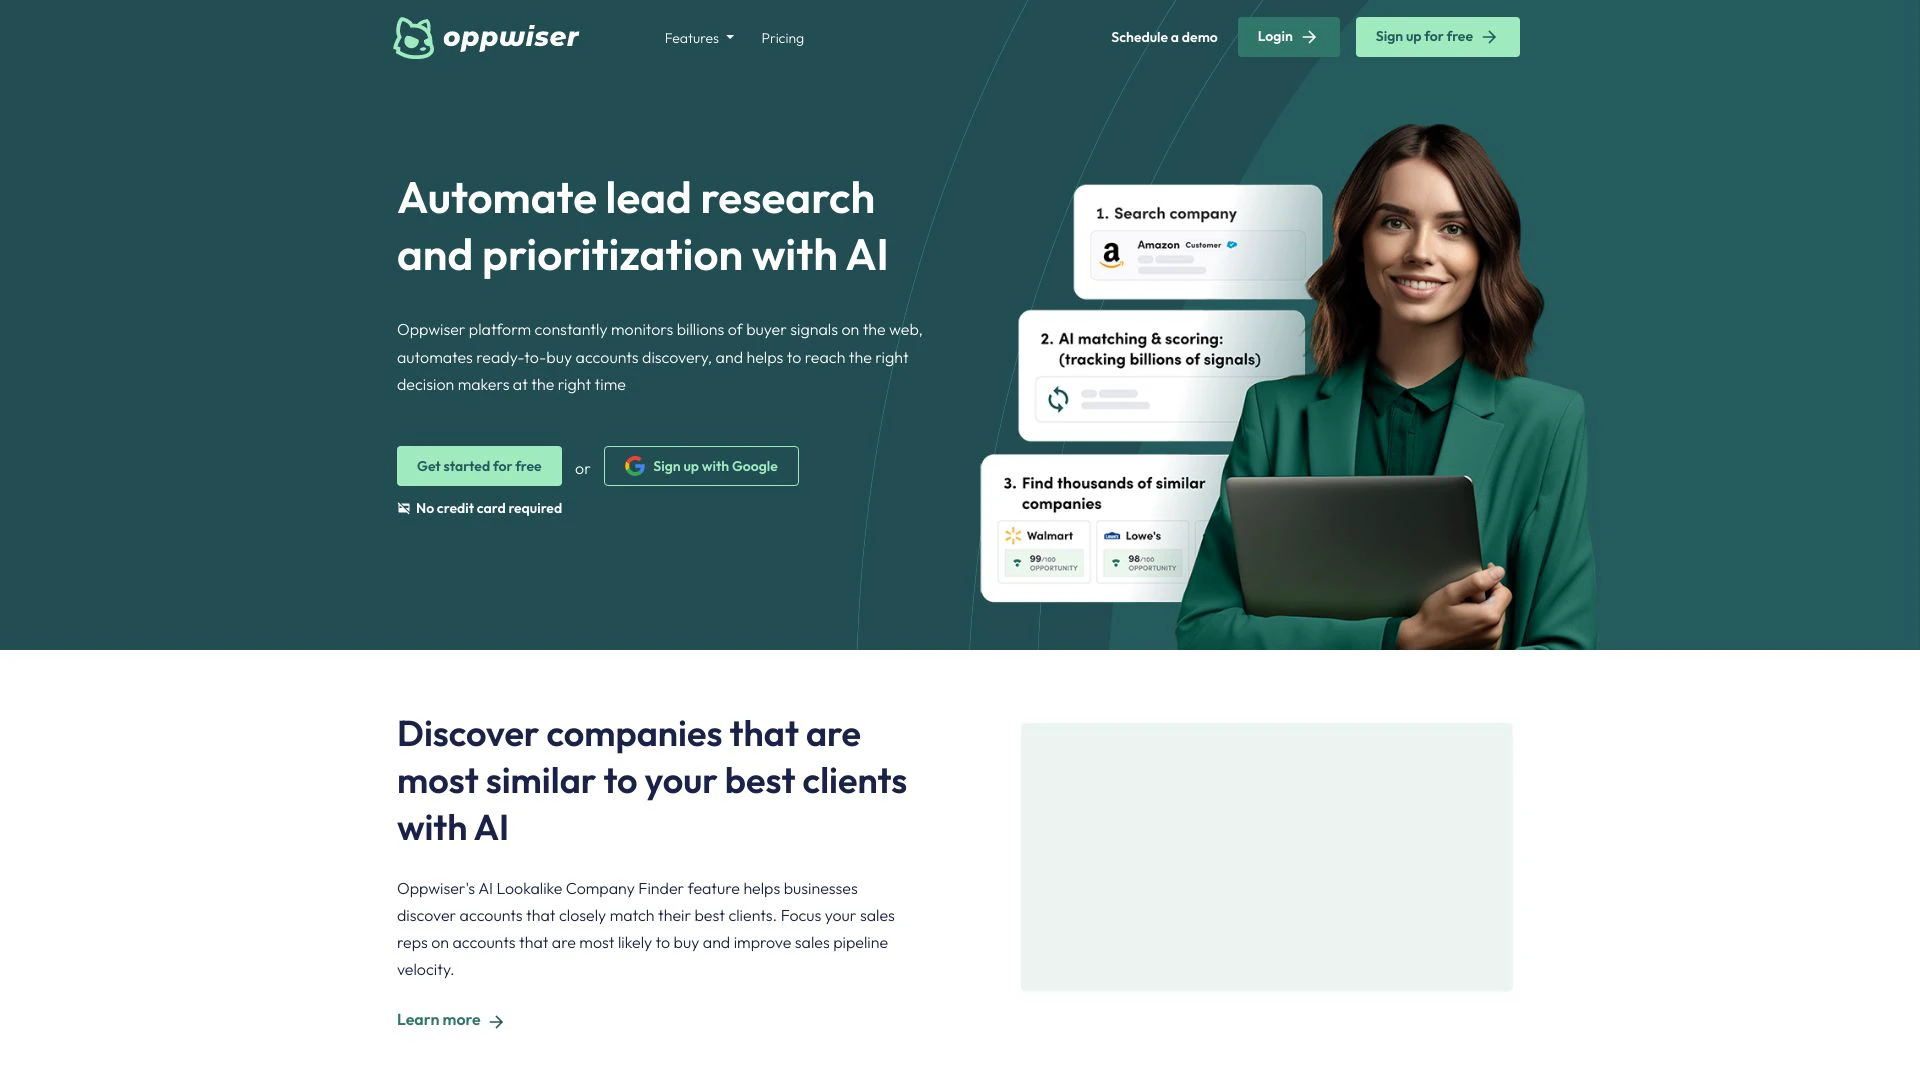 oppwiser
Features
Pricing
Schedule a demo
Login
Sign up for free
Automate lead research
and prioritization with AI
Oppwiser platform constantly monitors billions of buyer signals on the web,
automates ready-to-buy accounts discovery, and helps to reach the right
decision makers at the right time
Get started for free
or
Sign up with Google
No credit card required
1. Search company
a
Amazon Customer
2. AI matching & scoring:
(tracking billions of signals)
3. Find thousands of similar
companies
Walmart
99/100
OPPORTUNITY
Lowe's
98/100
OPPORTUNITY
Discover companies that are
most similar to your best clients
with AI
Oppwiser's AI Lookalike Company Finder feature helps businesses
discover accounts that closely match their best clients. Focus your sales
reps on accounts that are most likely to buy and improve sales pipeline
velocity.
Learn more